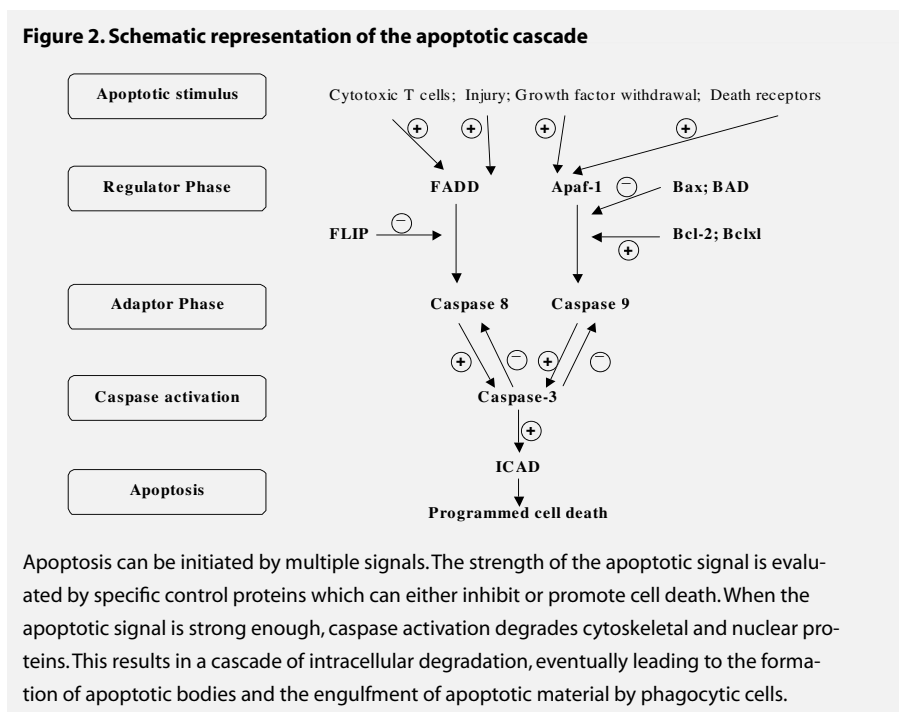 Figure 2. Schematic representation of the apoptotic cascade
Apoptotic stimulus
Cytotoxic T cells; Injury; Growth factor withdrawal; Death receptors
+ + + +
Regulator Phase
FADD Apaf-1 − Bax; BAD
FLIP − Bcl-2; Bclxl
+
Adaptor Phase
Caspase 8 Caspase 9
+ − + −
Caspase activation
Caspase-3
+
ICAD
Apoptosis
Programmed cell death
Apoptosis can be initiated by multiple signals. The strength of the apoptotic signal is evalu-
ated by specific control proteins which can either inhibit or promote cell death. When the
apoptotic signal is strong enough, caspase activation degrades cytoskeletal and nuclear pro-
teins. This results in a cascade of intracellular degradation, eventually leading to the forma-
tion of apoptotic bodies and the engulfment of apoptotic material by phagocytic cells.